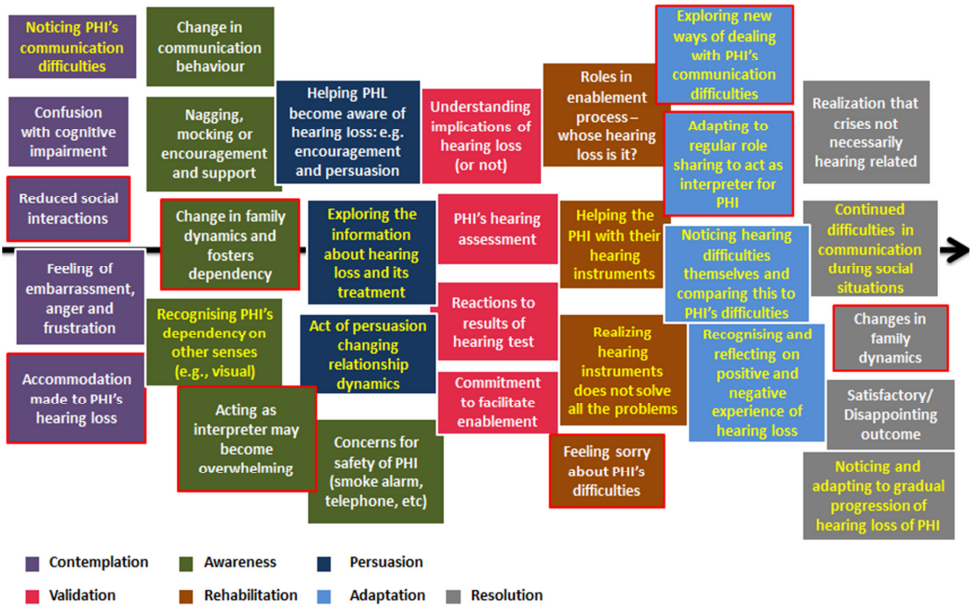 Noticing PHI's
communication
difficulties
Confusion
with cognitive
impairment
Reduced social
interactions
Feeling of
embarrassment,
anger and
frustration
Accommodation
made to PHI's
hearing loss
Change in
communication
behaviour
Nagging,
mocking or
encouragement
and support
Change in family
dynamics and
fosters
dependency
Recognising PHI's
dependency on
other senses
(e.g., visual)
Acting as
interpreter may
become
overwhelming
Concerns for
safety of PHI
(smoke alarm,
telephone, etc)
Helping PHL
become aware of
hearing loss: e.g.
encouragement
and persuasion
Exploring the
information
about hearing
loss and its
treatment
Act of persuasion
changing
relationship
dynamics
Understanding
implications of
hearing loss
(or not)
PHI's hearing
assessment
Reactions to
results of
hearing test
Commitment
to facilitate
enablement
Roles in
enablement
process –
whose hearing
loss is it?
Helping the
PHI with their
hearing
instruments
Realizing
hearing
instruments
does not solve
all the problems
Feeling sorry
about PHI's
difficulties
Exploring new
ways of dealing
with PHI's
communication
difficulties
Adapting to
regular role
sharing to act as
interpreter for
PHI
Noticing hearing
difficulties
themselves and
comparing this to
PHI's difficulties
Recognising and
reflecting on
positive and
negative
experience of
hearing loss
Realization that
crises not
necessarily
hearing related
Continued
difficulties in
communication
during social
situations
Changes in
family
dynamics
Satisfactory/
Disappointing
outcome
Noticing and
adapting to gradual
progression of
hearing loss of PHI
Contemplation
Awareness
Persuasion
Validation
Rehabilitation
Adaptation
Resolution